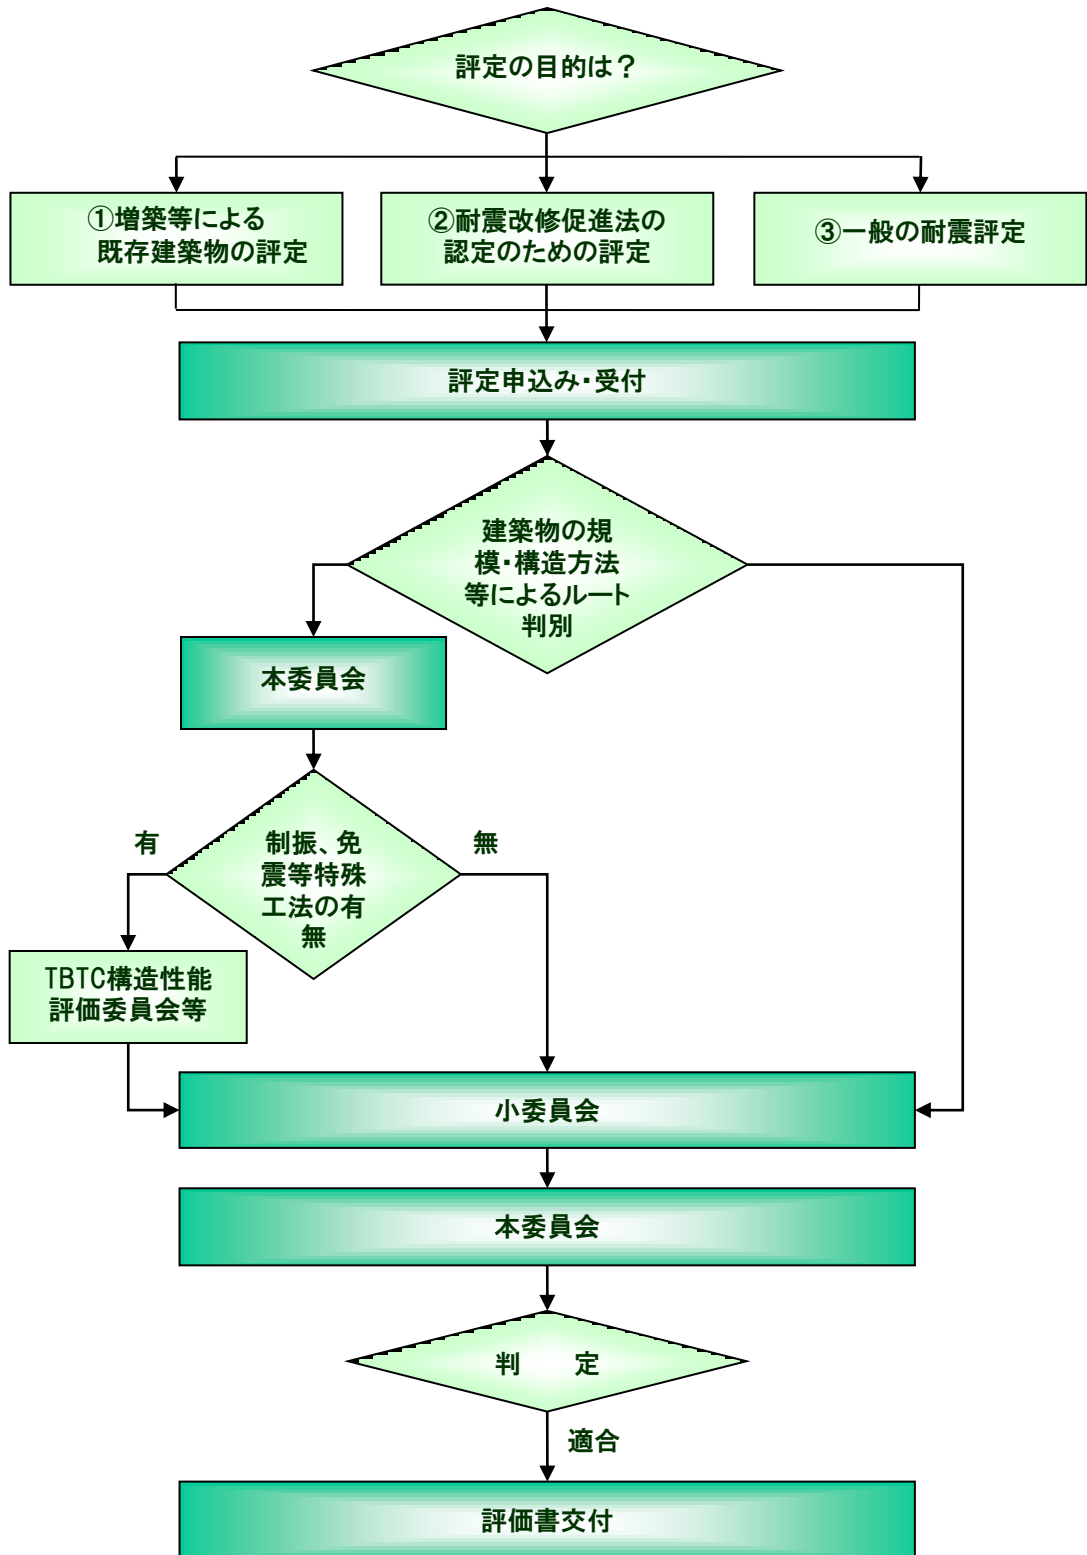 評定の目的は？
①増築等による
既存建築物の評定
②耐震改修促進法の
認定のための評定
③一般の耐震評定
評定申込み・受付
建築物の規
模・構造方法
等によるルート
判別
本委員会
有
制振、免
震等特殊
工法の有
無
無
TBTC構造性能
評価委員会等
小委員会
本委員会
判　　定
適合
評価書交付